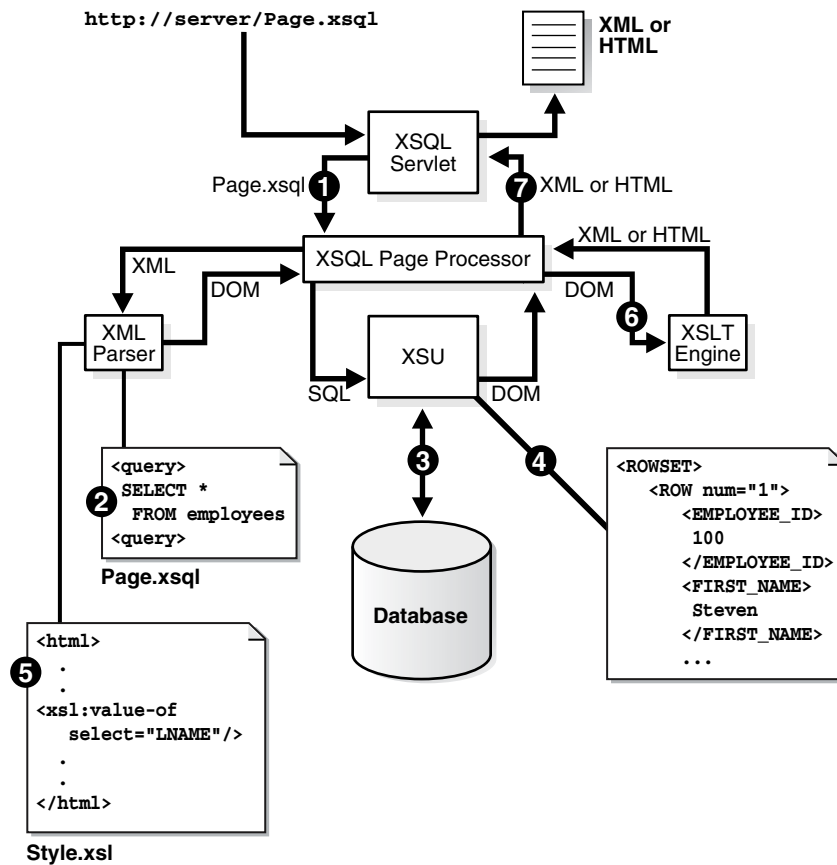 http://server/Page.xsql
XML or
HTML
XSQL
Servlet
Page.xsql
1
7
XML or HTML
XML or HTML
XSQL Page Processor
XML
DOM
DOM
6
XML
Parser
XSU
XSLT
Engine
SQL
DOM
3
4
2
<query>
SELECT *
FROM employees
<query>
Page.xsql
Database
<ROWSET>
<ROW num="1">
<EMPLOYEE_ID>
100
</EMPLOYEE_ID>
<FIRST_NAME>
Steven
</FIRST_NAME>
...
5
<html>
.
.
<xsl:value-of
select="LNAME"/>
.
.
</html>
Style.xsl